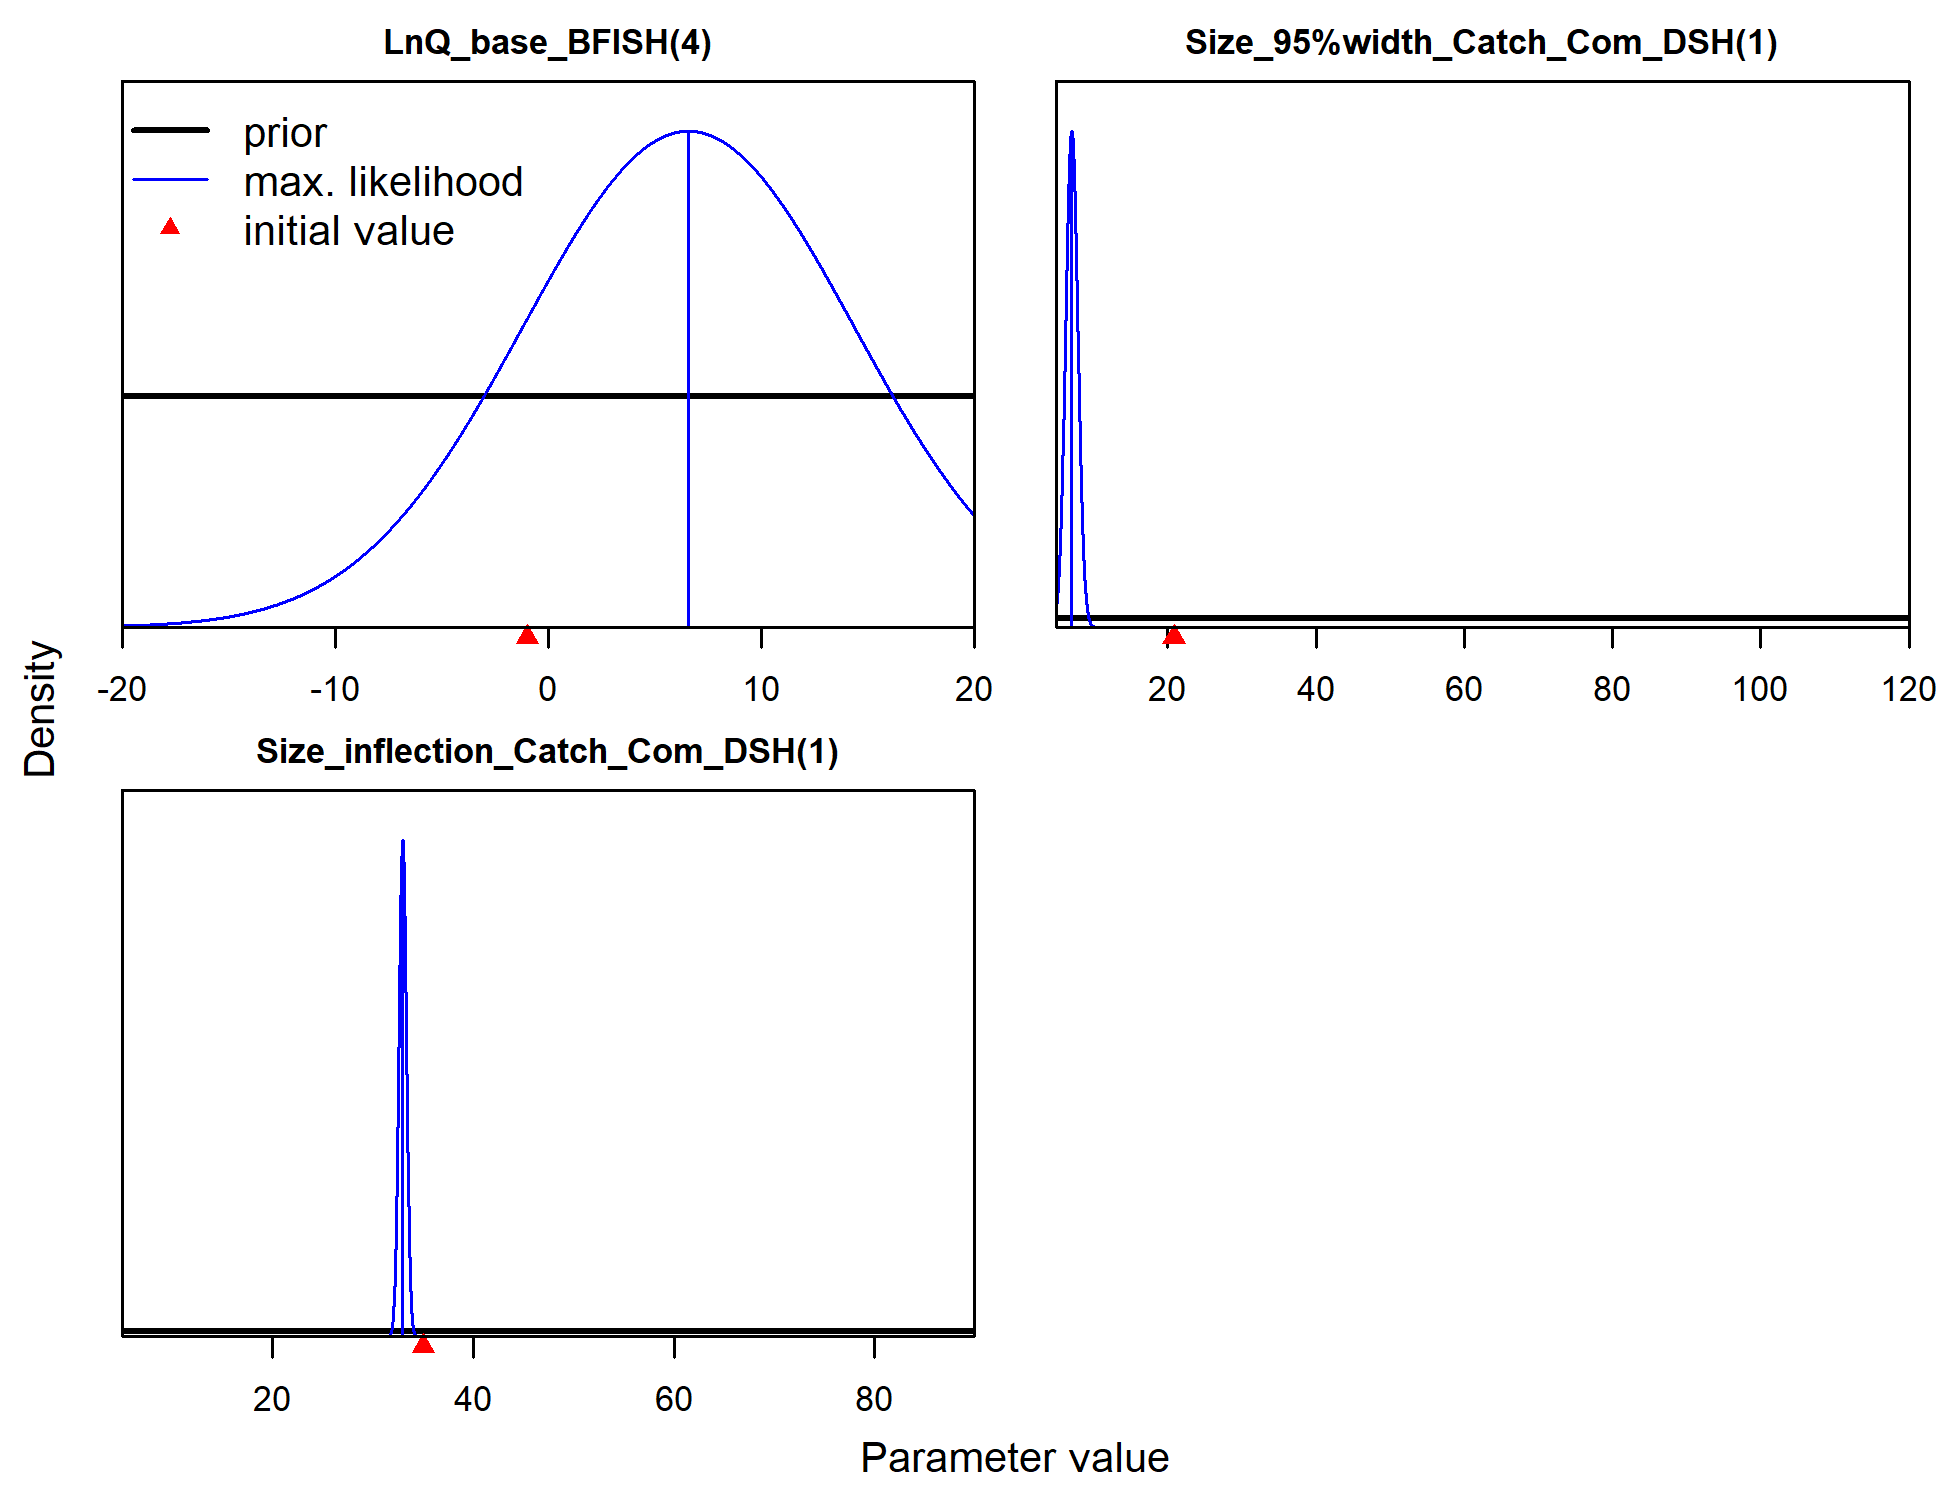 LnQ_base_BFISH(4)
prior
max. likelihood
initial value
-20 -10 0 10 20
Size_95%width_Catch_Com_DSH(1)
20 40 60 80 100 120
Density
Size_inflection_Catch_Com_DSH(1)
20 40 60 80
Parameter value